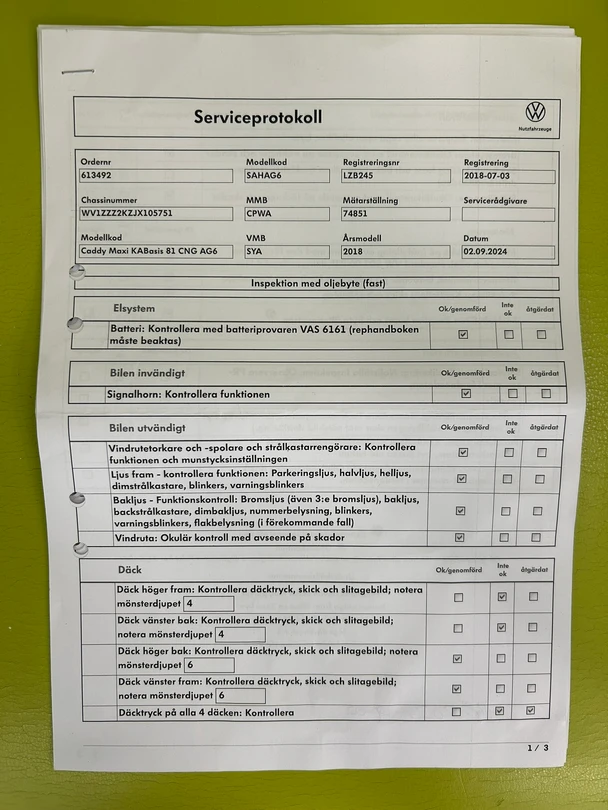 Serviceprotokoll
Nutzfahrzeuge
Ordernr Modellkod Registreringsnr Registrering
613492 SAHAG6 LZB245 2018-07-03
Chassinummer MMB Mätarställning Servicerådgivare
WV1ZZZ2KZJX105751 CPWA 74851
Modellkod VMB Årsmodell Datum
Caddy Maxi KABasis 81 CNG AG6 SYA 2018 02.09.2024
Inspektion med oljebyte (fast)
Elsystem Ok/genomförd Inte ok åtgärdat
Batteri: Kontrollera med batteriprovaren VAS 6161 (rephandboken
måste beaktas)
Bilen invändigt Ok/genomförd Inte ok åtgärdat
Signalhorn: Kontrollera funktionen
Bilen utvändigt Ok/genomförd Inte ok åtgärdat
Vindrutetorkare och -spolare och strålkastarrengörare: Kontrollera
funktionen och munstycksinställningen
Ljus fram - kontrollera funktionen: Parkeringsljus, halvljus, helljus,
dimstrålkastare, blinkers, varningsblinkers
Bakljus - Funktionskontroll: Bromsljus (även 3:e bromsljus), bakljus,
backstrålkastare, dimbakljus, nummerbelysning, blinkers,
varningsblinkers, flakbelysning (i förekommande fall)
Vindruta: Okulär kontroll med avseende på skador
Däck Ok/genomförd Inte ok åtgärdat
Däck höger fram: Kontrollera däcktryck, skick och slitagebild; notera
mönsterdjupet 4
Däck vänster bak: Kontrollera däcktryck, skick och slitagebild;
notera mönsterdjupet 4
Däck höger bak: Kontrollera däcktryck, skick och slitagebild; notera
mönsterdjupet 6
Däck vänster fram: Kontrollera däcktryck, skick och slitagebild;
notera mönsterdjupet 6
Däcktryck på alla 4 däcken: Kontrollera
1 / 3